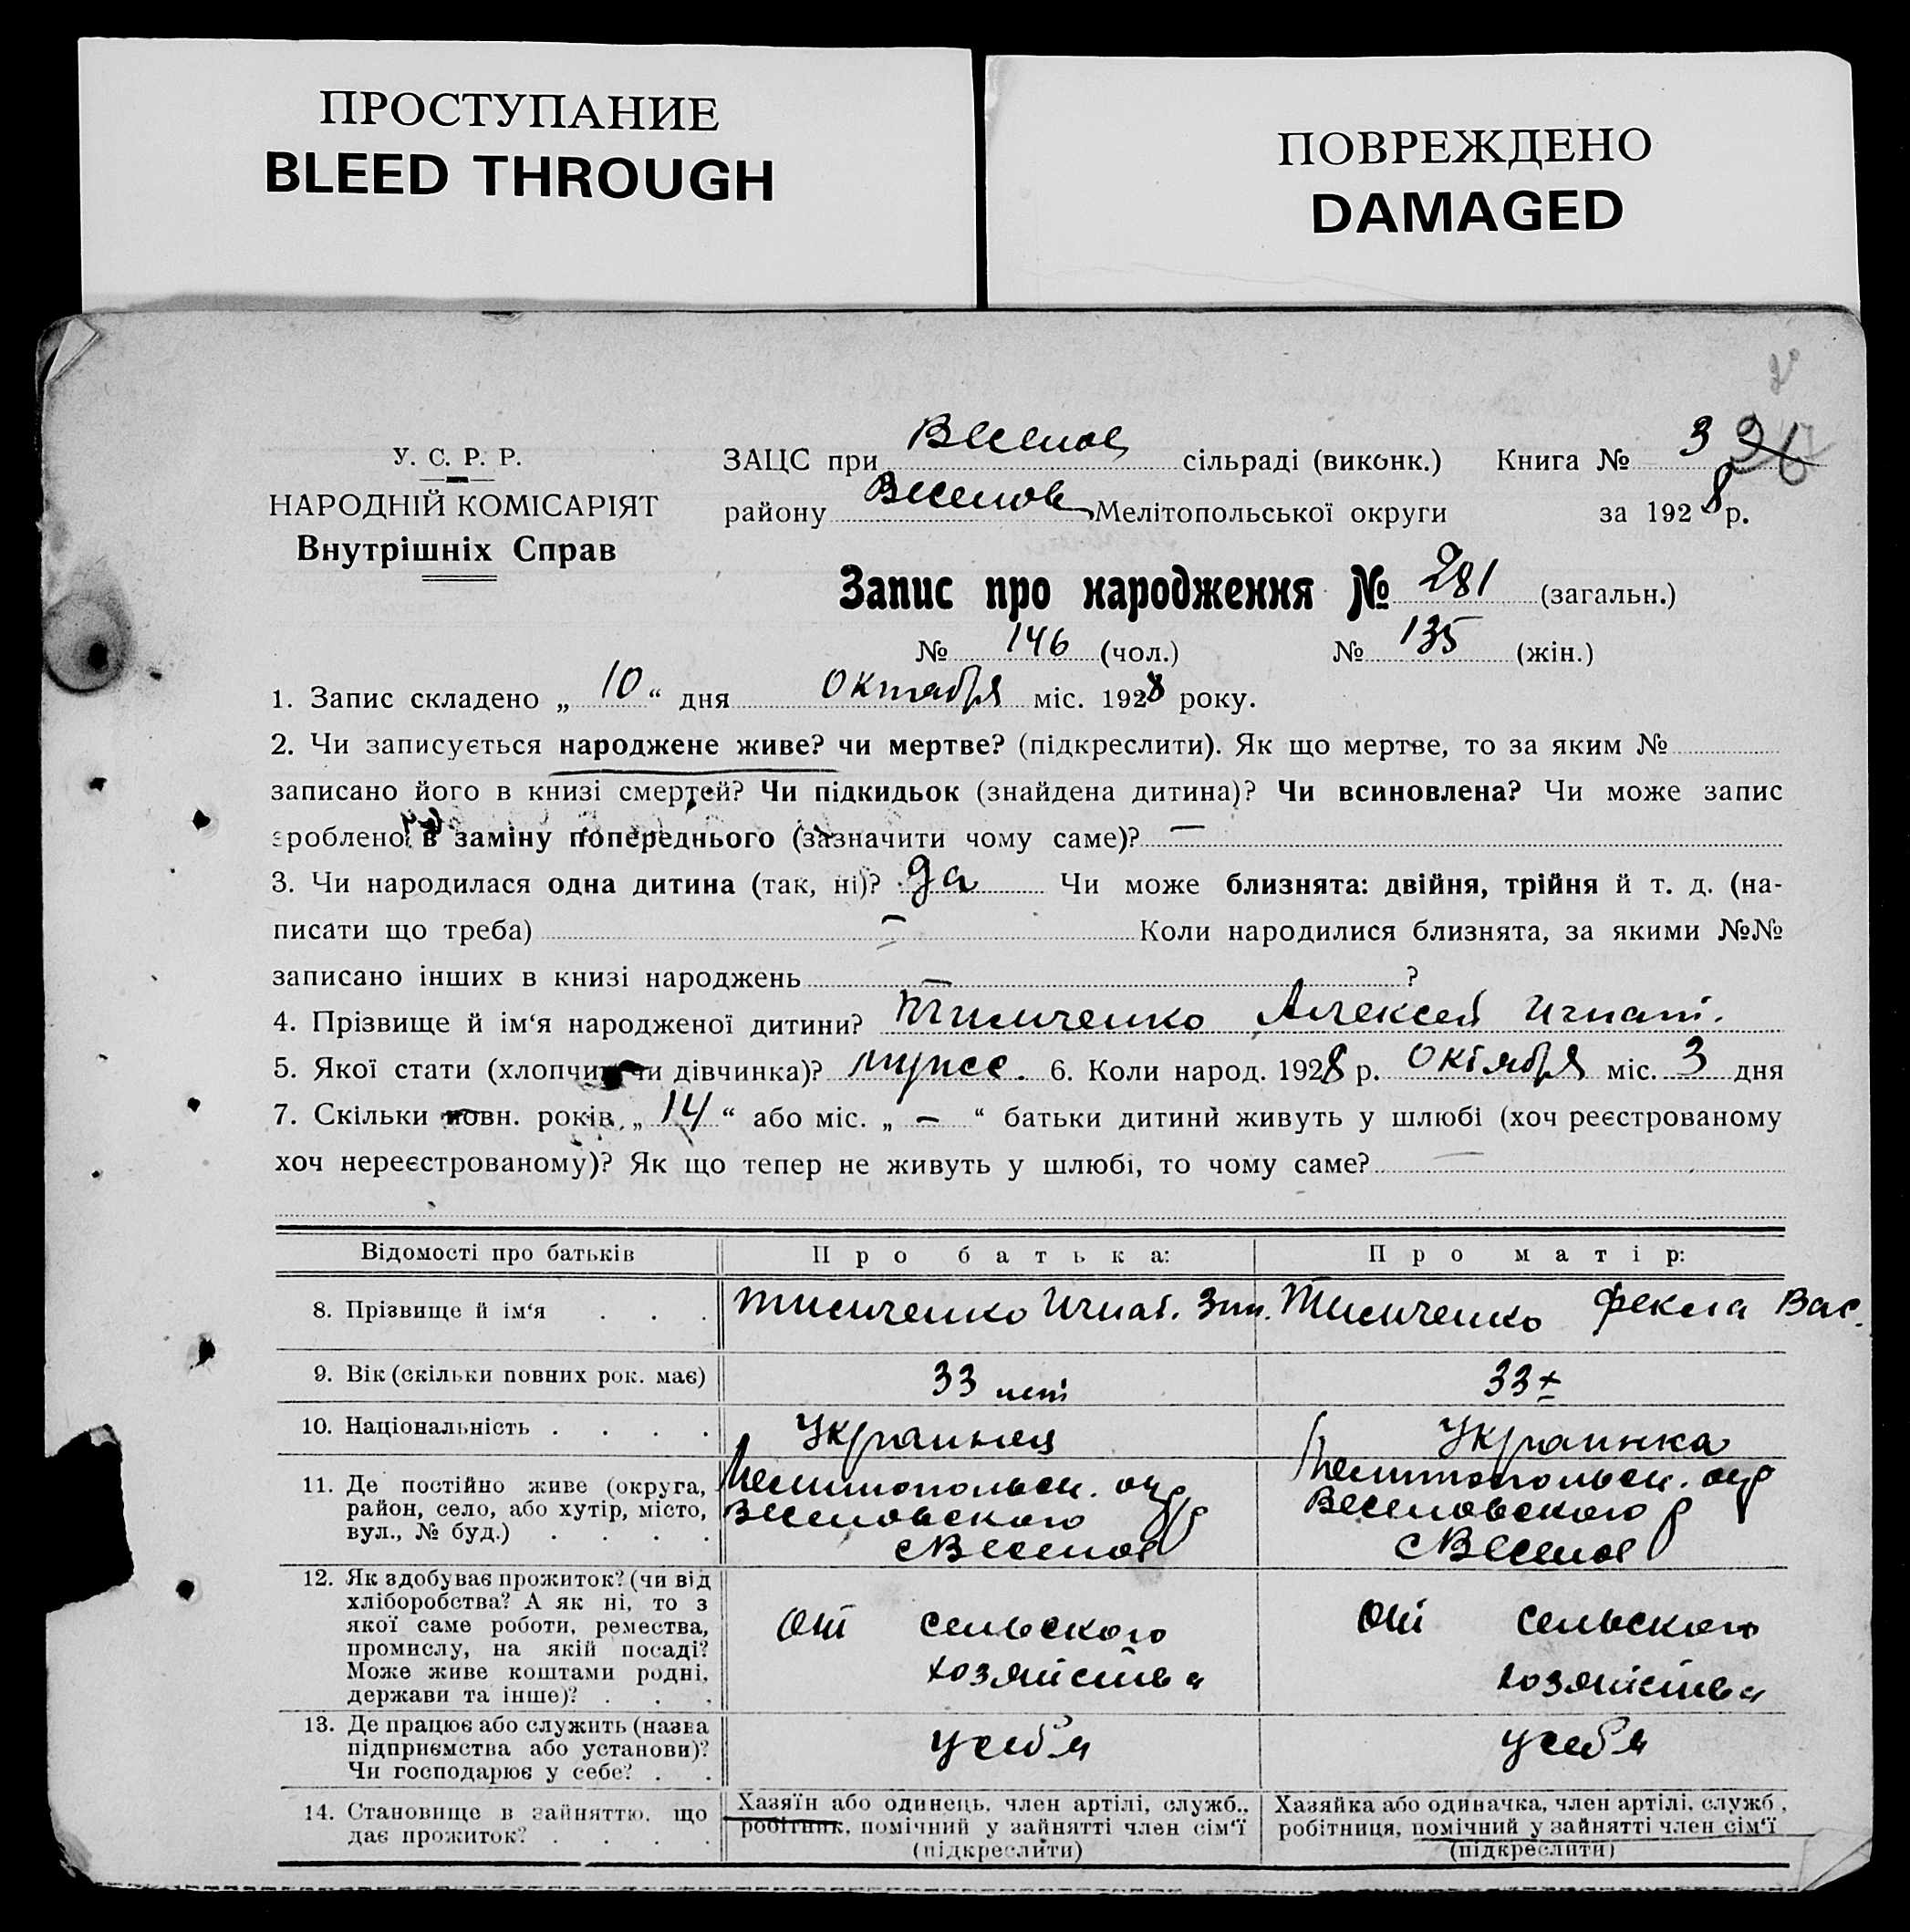 ПРОСТУПАНИЕ
BLEED THROUGH
ПОВРЕЖДЕНО
DAMAGED
У. С. Р. Р.
НАРОДНІЙ КОМІСАРІЯТ
Внутрішніх Справ
ЗАЦС при Веселов сільраді (виконк.) Книга № 3
району Веселов Мелітопольської округи за 1928 р.
Запис про народження № 281 (загальн.)
№ 146 (чол.) № 135 (жін.)
1. Запис складено „ 10 “ дня Октября міс. 1928 року.
2. Чи записується народжене живе? чи мертве? (підкреслити). Як що мертве, то за яким №
записано його в книзі смертей? Чи підкидьок (знайдена дитина)? Чи всиновлена? Чи може запис
зроблено в заміну попереднього (зазначити чому саме)? —
3. Чи народилася одна дитина (так, ні)? да Чи може близнята: двійня, трійня й т. д. (на-
писати що треба) — Коли народилися близнята, за якими №№
записано інших в книзі народжень — ?
4. Прізвище й ім‘я народженої дитини? Тимченко Алексей Игнат.
5. Якої стати (хлопчик чи дівчинка)? мужес. 6. Коли народ. 1928 р. Октября міс. 3 дня
7. Скільки повн. років „ 14 “ або міс. „ — “ батьки дитини живуть у шлюбі (хоч реєстрованому
хоч нереєстрованому)? Як що тепер не живуть у шлюбі, то чому саме? —
Відомості про батьків Про батька: Про матір:
8. Прізвище й ім‘я . . . Тимченко Игнат. Зин. Тимченко Фекла Вас.
9. Вік (скільки повних рок. має) 33 лет 33
10. Національність . . . . Украинец Украинка
11. Де постійно живе (округа, район, село, або хутір, місто, вул., № буд.) . . . .
Мелитопольск. окр
Веселовского р
с Веселов
Мелитопольск. окр
Веселовского р
с Веселов
12. Як здобуває прожиток? (чи від
хліборобства? А як ні, то з
якої саме роботи, ремества,
промислу, на якій посаді?
Може живе коштами родні,
держави та інше)? . . .
От сельского
хозяйства
От сельского
хозяйства
13. Де працює або служить (назва
підприємства або установи)?
Чи господарює у себе? . .
у себя
у себя
14. Становище в зайняттю, що
дає прожиток? . . . .
Хазяїн або одинець, член артілі, служб.,
робітник, помічний у зайнятті член сім‘ї
(підкреслити)
Хазяйка або одиначка, член артілі, служб,
робітниця, помічний у зайнятті член сім‘ї
(підкреслити)